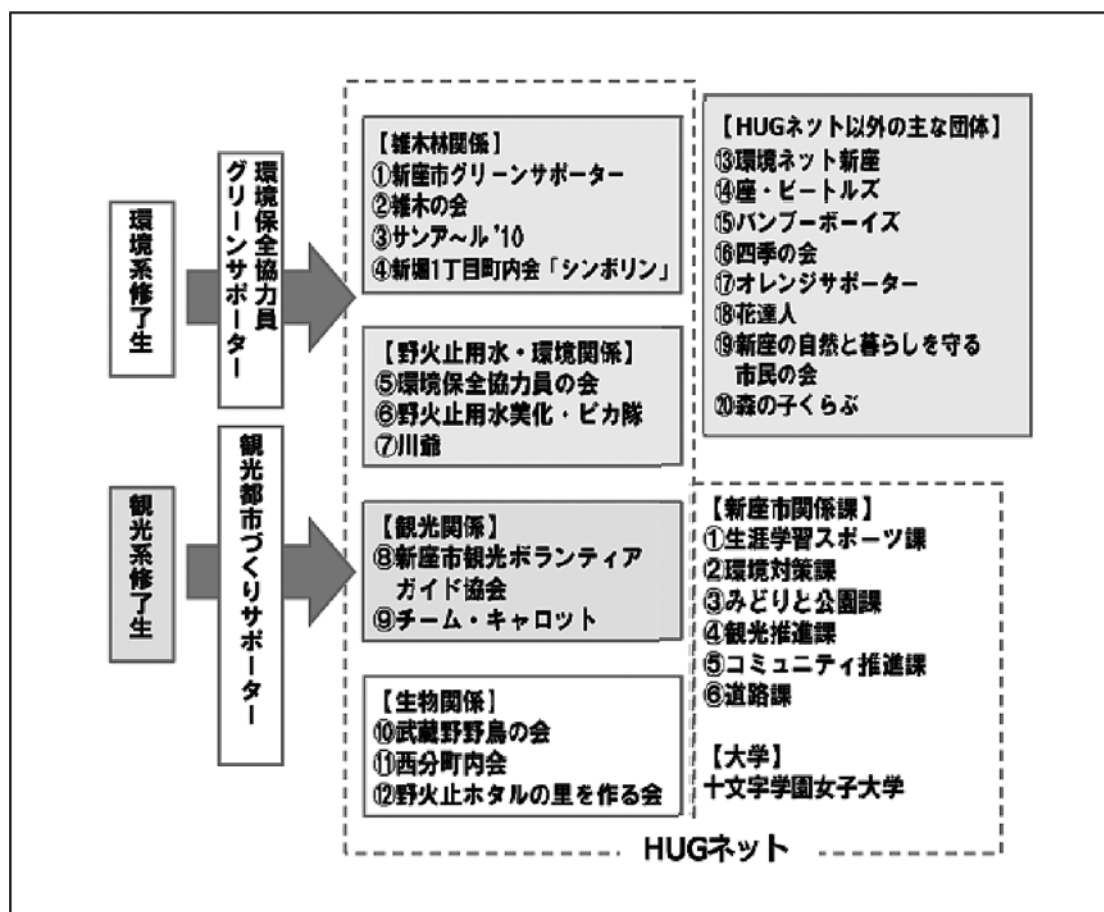 環境系修了生
環境保全協力員
グリーンサポーター
観光系修了生
観光都市づくりサポーター
【雑木林関係】
①新座市グリーンサポーター
②雑木の会
③サンア～ル'10
④新堀1丁目町内会「シンボリン」
【野火止用水・環境関係】
⑤環境保全協力員の会
⑥野火止用水美化・ピカ隊
⑦川爺
【観光関係】
⑧新座市観光ボランティア
ガイド協会
⑨チーム・キャロット
【生物関係】
⑩武蔵野野鳥の会
⑪西分町内会
⑫野火止ホタルの里を作る会
【HUGネット以外の主な団体】
⑬環境ネット新座
⑭座・ビートルズ
⑮バンブーボーイズ
⑯四季の会
⑰オレンジサポーター
⑱花達人
⑲新座の自然と暮らしを守る
市民の会
⑳森の子くらぶ
【新座市関係課】
①生涯学習スポーツ課
②環境対策課
③みどりと公園課
④観光推進課
⑤コミュニティ推進課
⑥道路課
【大学】
十文字学園女子大学
HUGネット